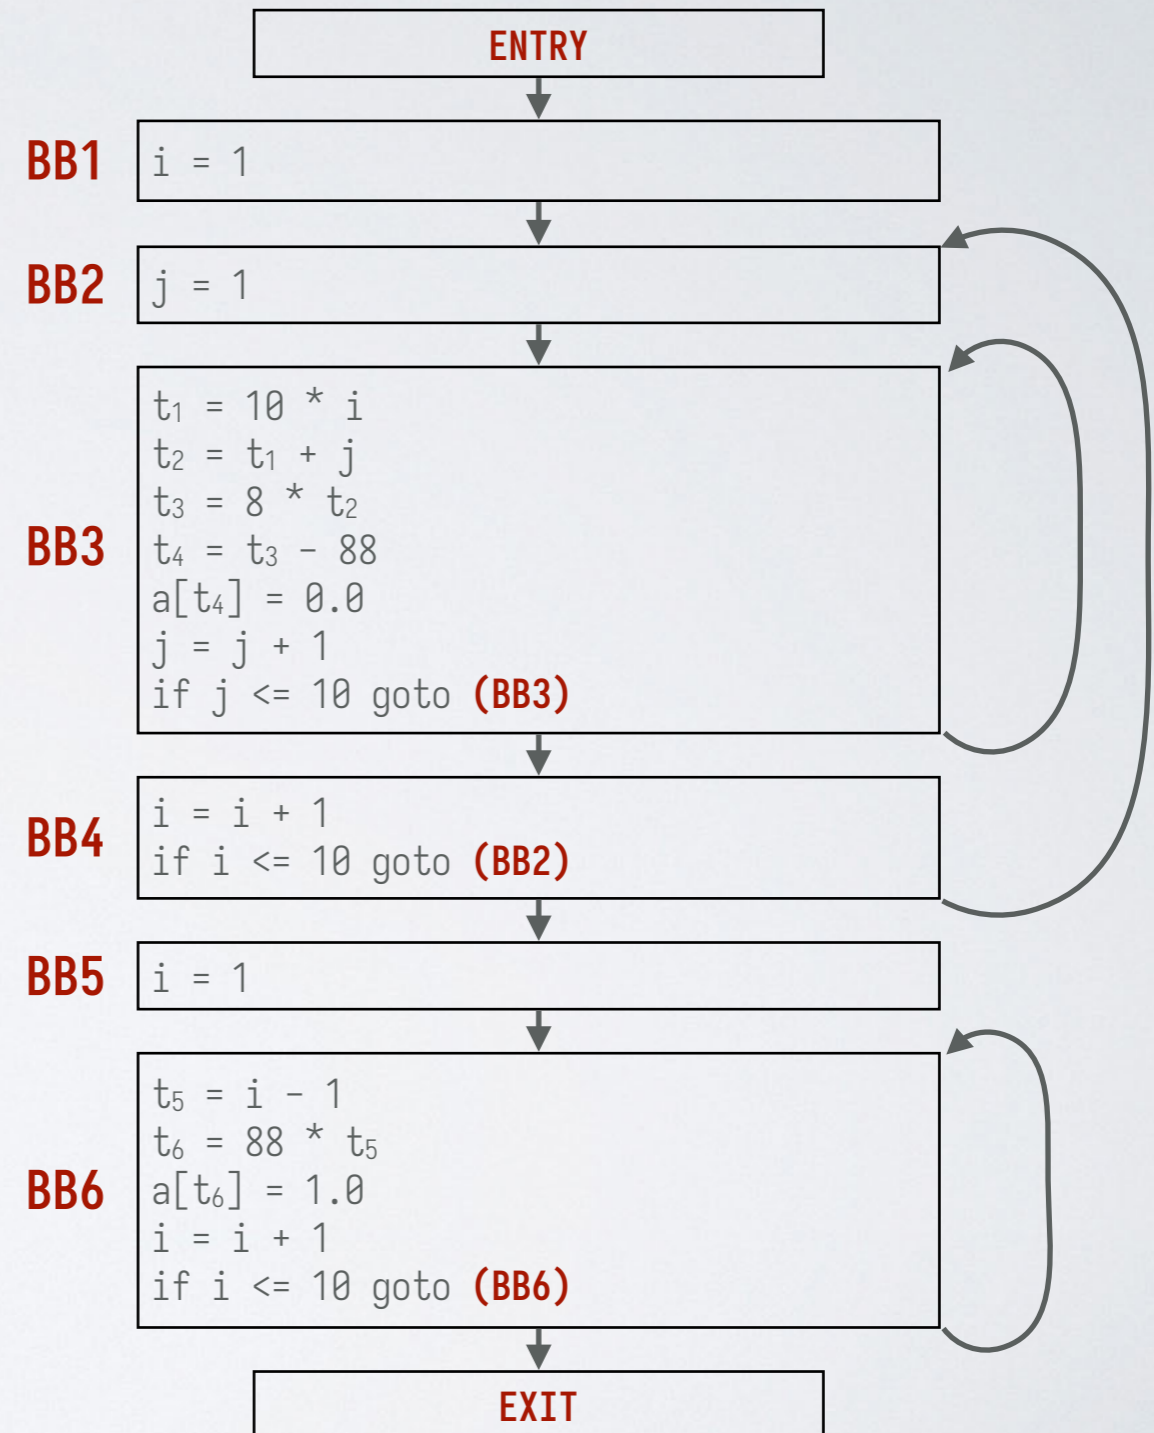 ENTRY
BB1
i = 1
BB2
j = 1
BB3
t₁ = 10 * i
t₂ = t₁ + j
t₃ = 8 * t₂
t₄ = t₃ - 88
a[t₄] = 0.0
j = j + 1
if j <= 10 goto (BB3)
BB4
i = i + 1
if i <= 10 goto (BB2)
BB5
i = 1
BB6
t₅ = i - 1
t₆ = 88 * t₅
a[t₆] = 1.0
i = i + 1
if i <= 10 goto (BB6)
EXIT